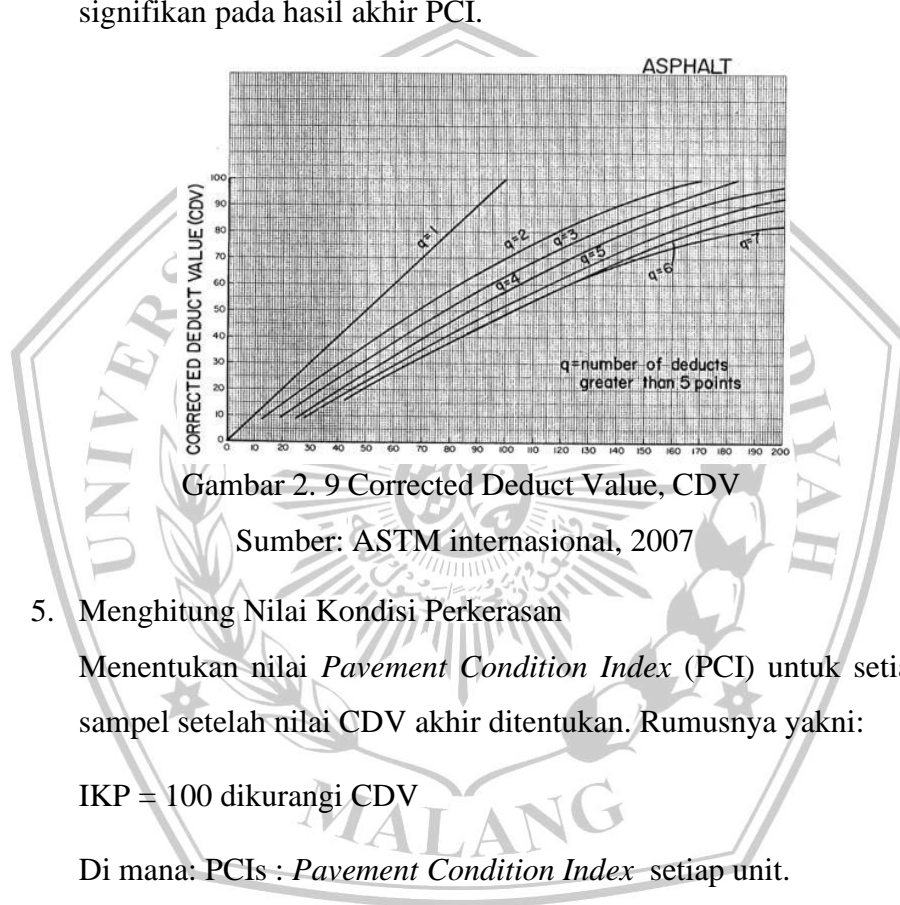 signifikan pada hasil akhir PCI.
ASPHALT
CORRECTED DEDUCT VALUE (CDV)
100
90
80
70
60
50
40
30
20
10
0
q=1
q=2
q=3
q=4
q=5
q=6
q=7
q=number of deducts
greater than 5 points
0 10 20 30 40 50 60 70 80 90 100 110 120 130 140 150 160 170 180 190 200
Gambar 2. 9 Corrected Deduct Value, CDV
Sumber: ASTM internasional, 2007
5. Menghitung Nilai Kondisi Perkerasan
Menentukan nilai Pavement Condition Index (PCI) untuk setia
sampel setelah nilai CDV akhir ditentukan. Rumusnya yakni:
IKP = 100 dikurangi CDV
MALANG
Di mana: PCIs : Pavement Condition Index setiap unit.